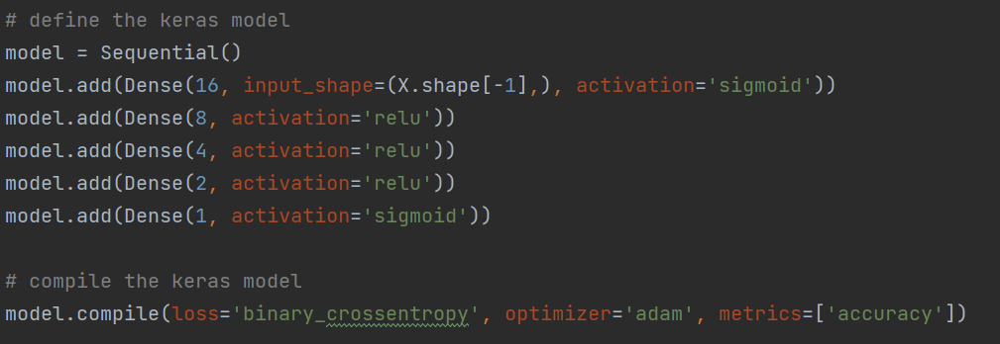 # define the keras model
model = Sequential()
model.add(Dense(16, input_shape=(X.shape[-1],), activation='sigmoid'))
model.add(Dense(8, activation='relu'))
model.add(Dense(4, activation='relu'))
model.add(Dense(2, activation='relu'))
model.add(Dense(1, activation='sigmoid'))
# compile the keras model
model.compile(loss='binary_crossentropy', optimizer='adam', metrics=['accuracy'])